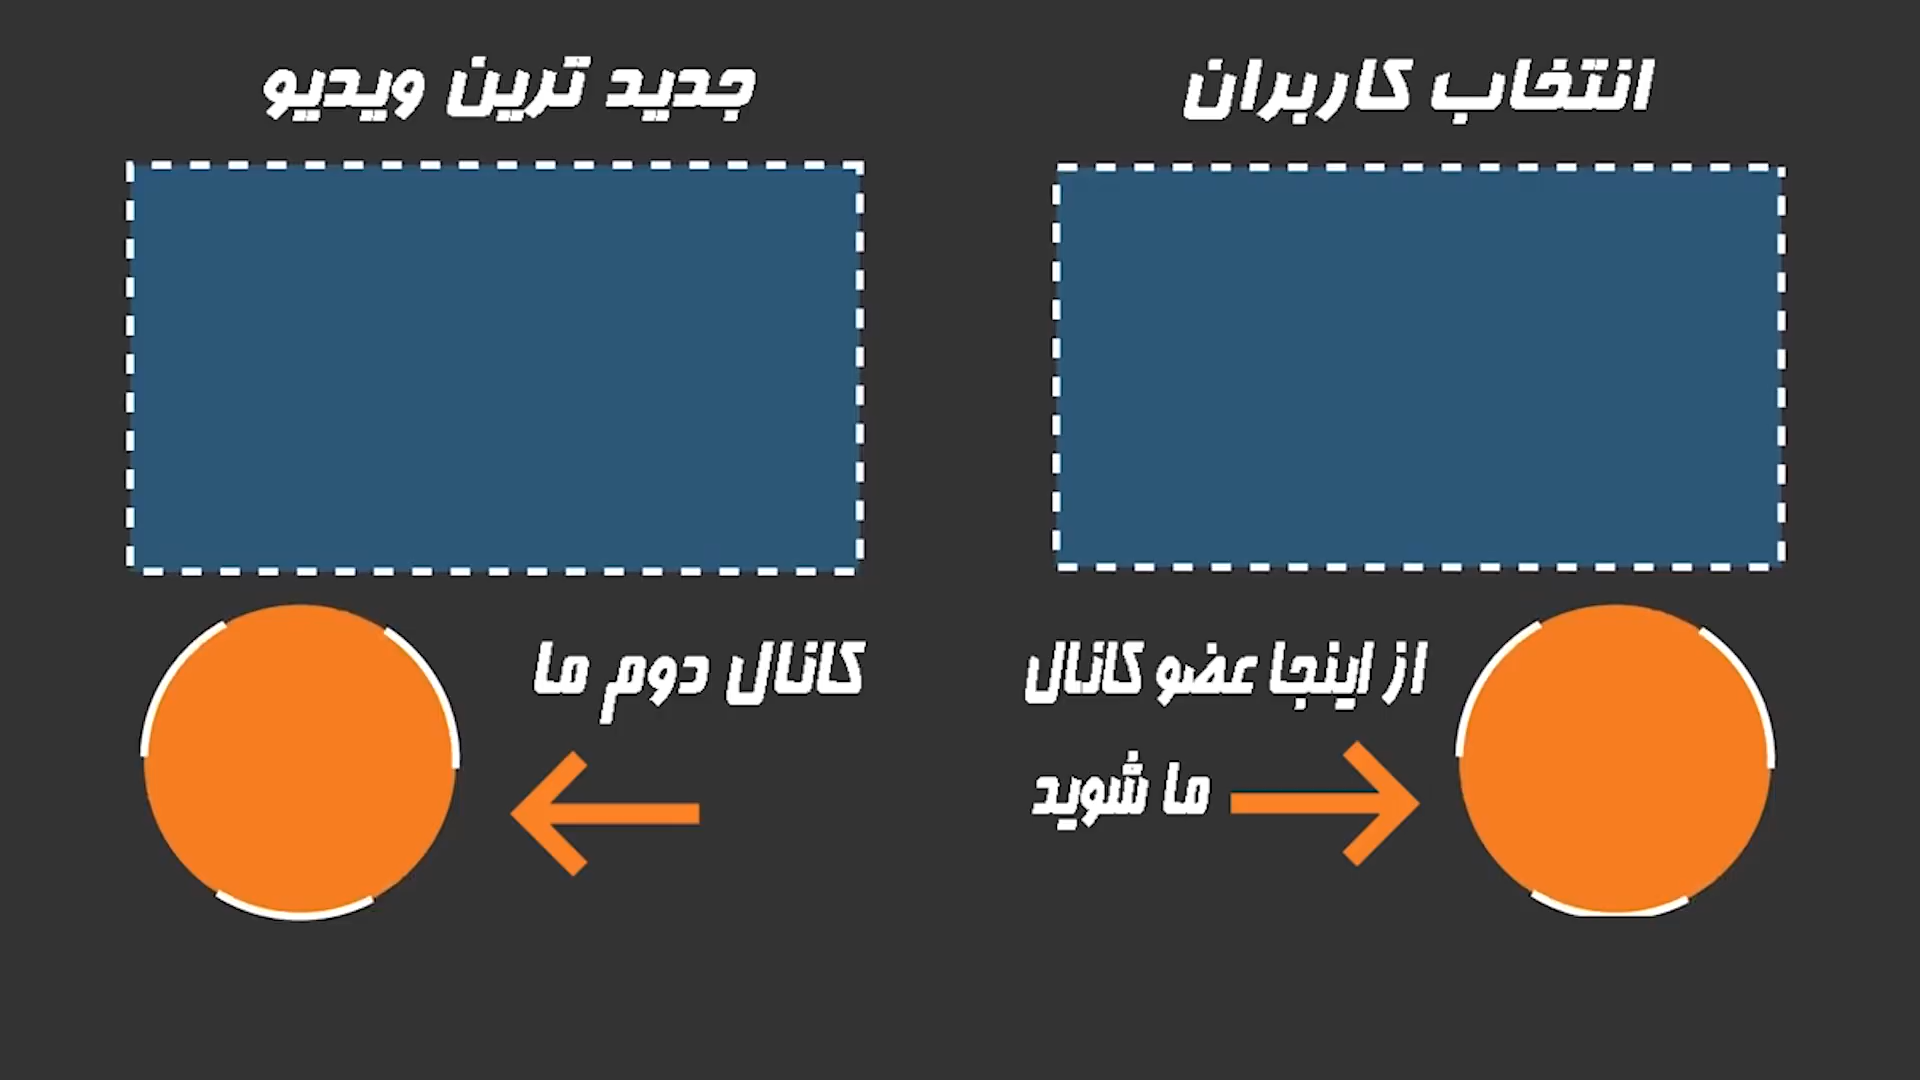 انتخاب کاربران
جدید ترین ویدیو
از اینجا عضو کانال
ما شوید
کانال دوم ما